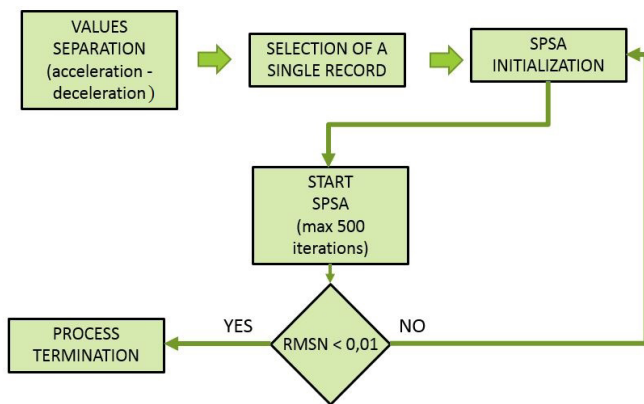 VALUES
SEPARATION
(acceleration -
deceleration)
SELECTION OF A
SINGLE RECORD
SPSA
INITIALIZATION
START
SPSA
(max 500
iterations)
RMSN < 0,01
YES
NO
PROCESS
TERMINATION